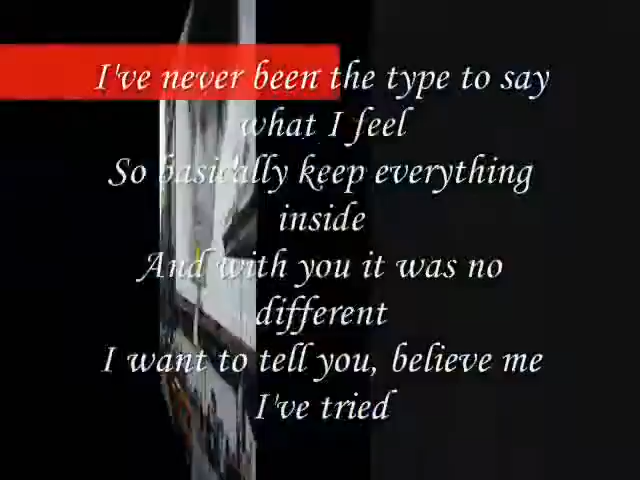 I've never been the type to say
what I feel
So basically keep everything
inside
And with you it was no
different
I want to tell you, believe me
I've tried